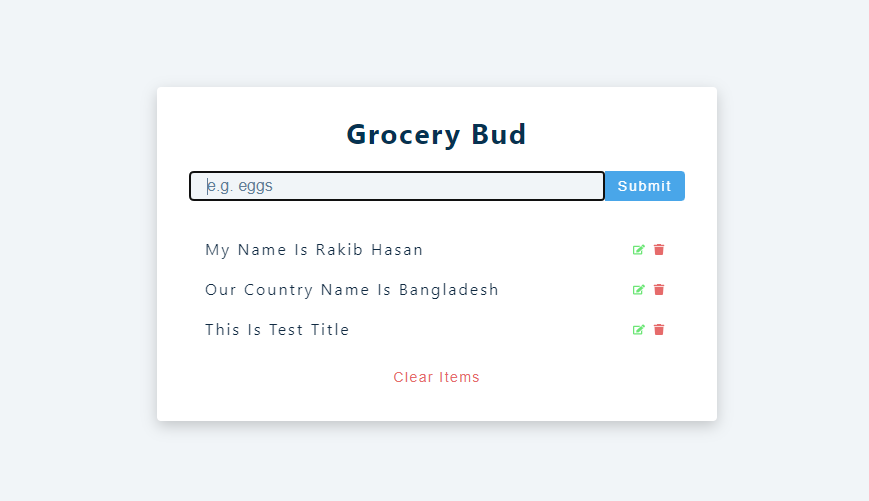 Grocery Bud
e.g. eggs
Submit
My Name Is Rakib Hasan
Our Country Name Is Bangladesh
This Is Test Title
Clear Items